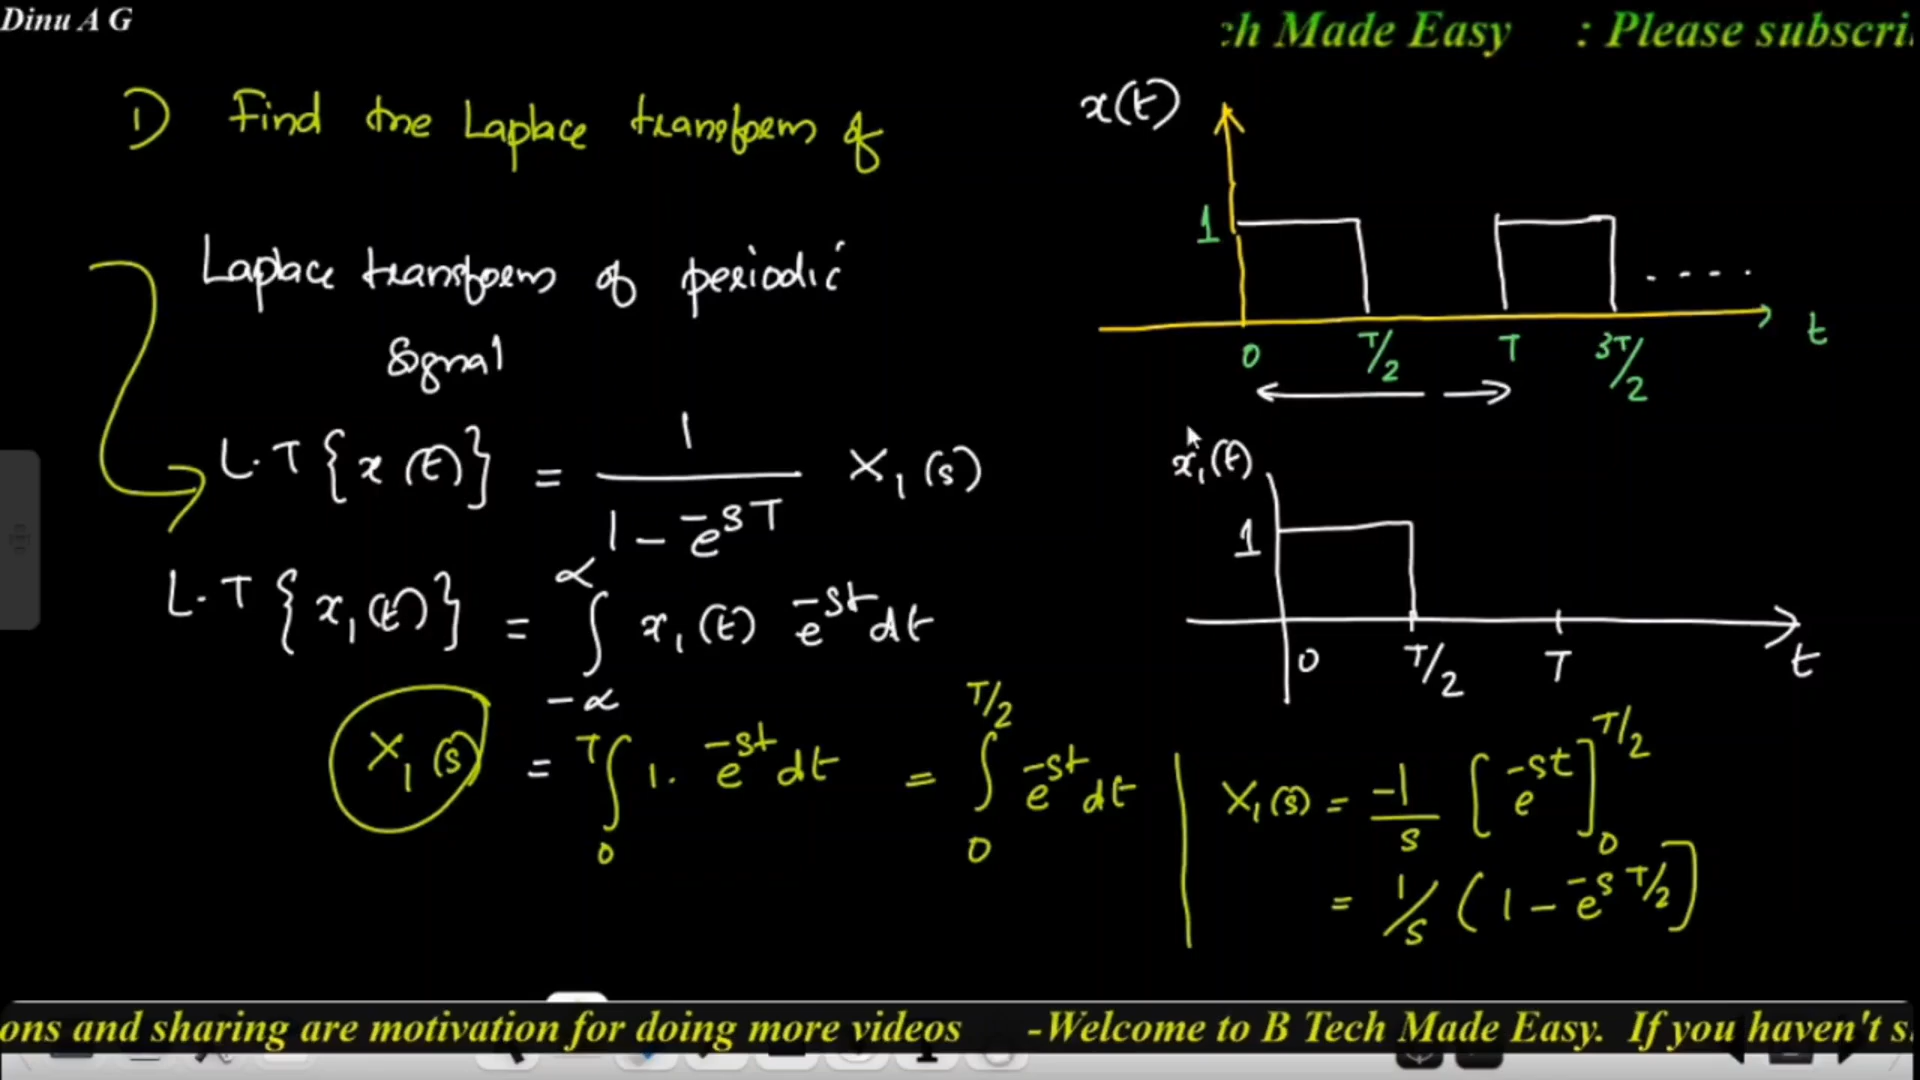 Dinu A G
ch Made Easy : Please subscri
1) Find the Laplace transform of
Laplace transform of periodic
signal
L.T {x(t)} = 1 / (1 - e^-sT) X₁(s)
L.T {x₁(t)} = ∫_-∝^∝ x₁(t) e^-st dt
X₁(s) = ∫_0^T 1. e^-st dt = ∫_0^T/2 e^-st dt
x(t)
1
0 T/2 T 3T/2 t
x₁(t)
1
0 T/2 T t
X₁(s) = -1/s [e^-st]_0^T/2
= 1/s (1 - e^-sT/2]
ons and sharing are motivation for doing more videos -Welcome to B Tech Made Easy. If you haven't s